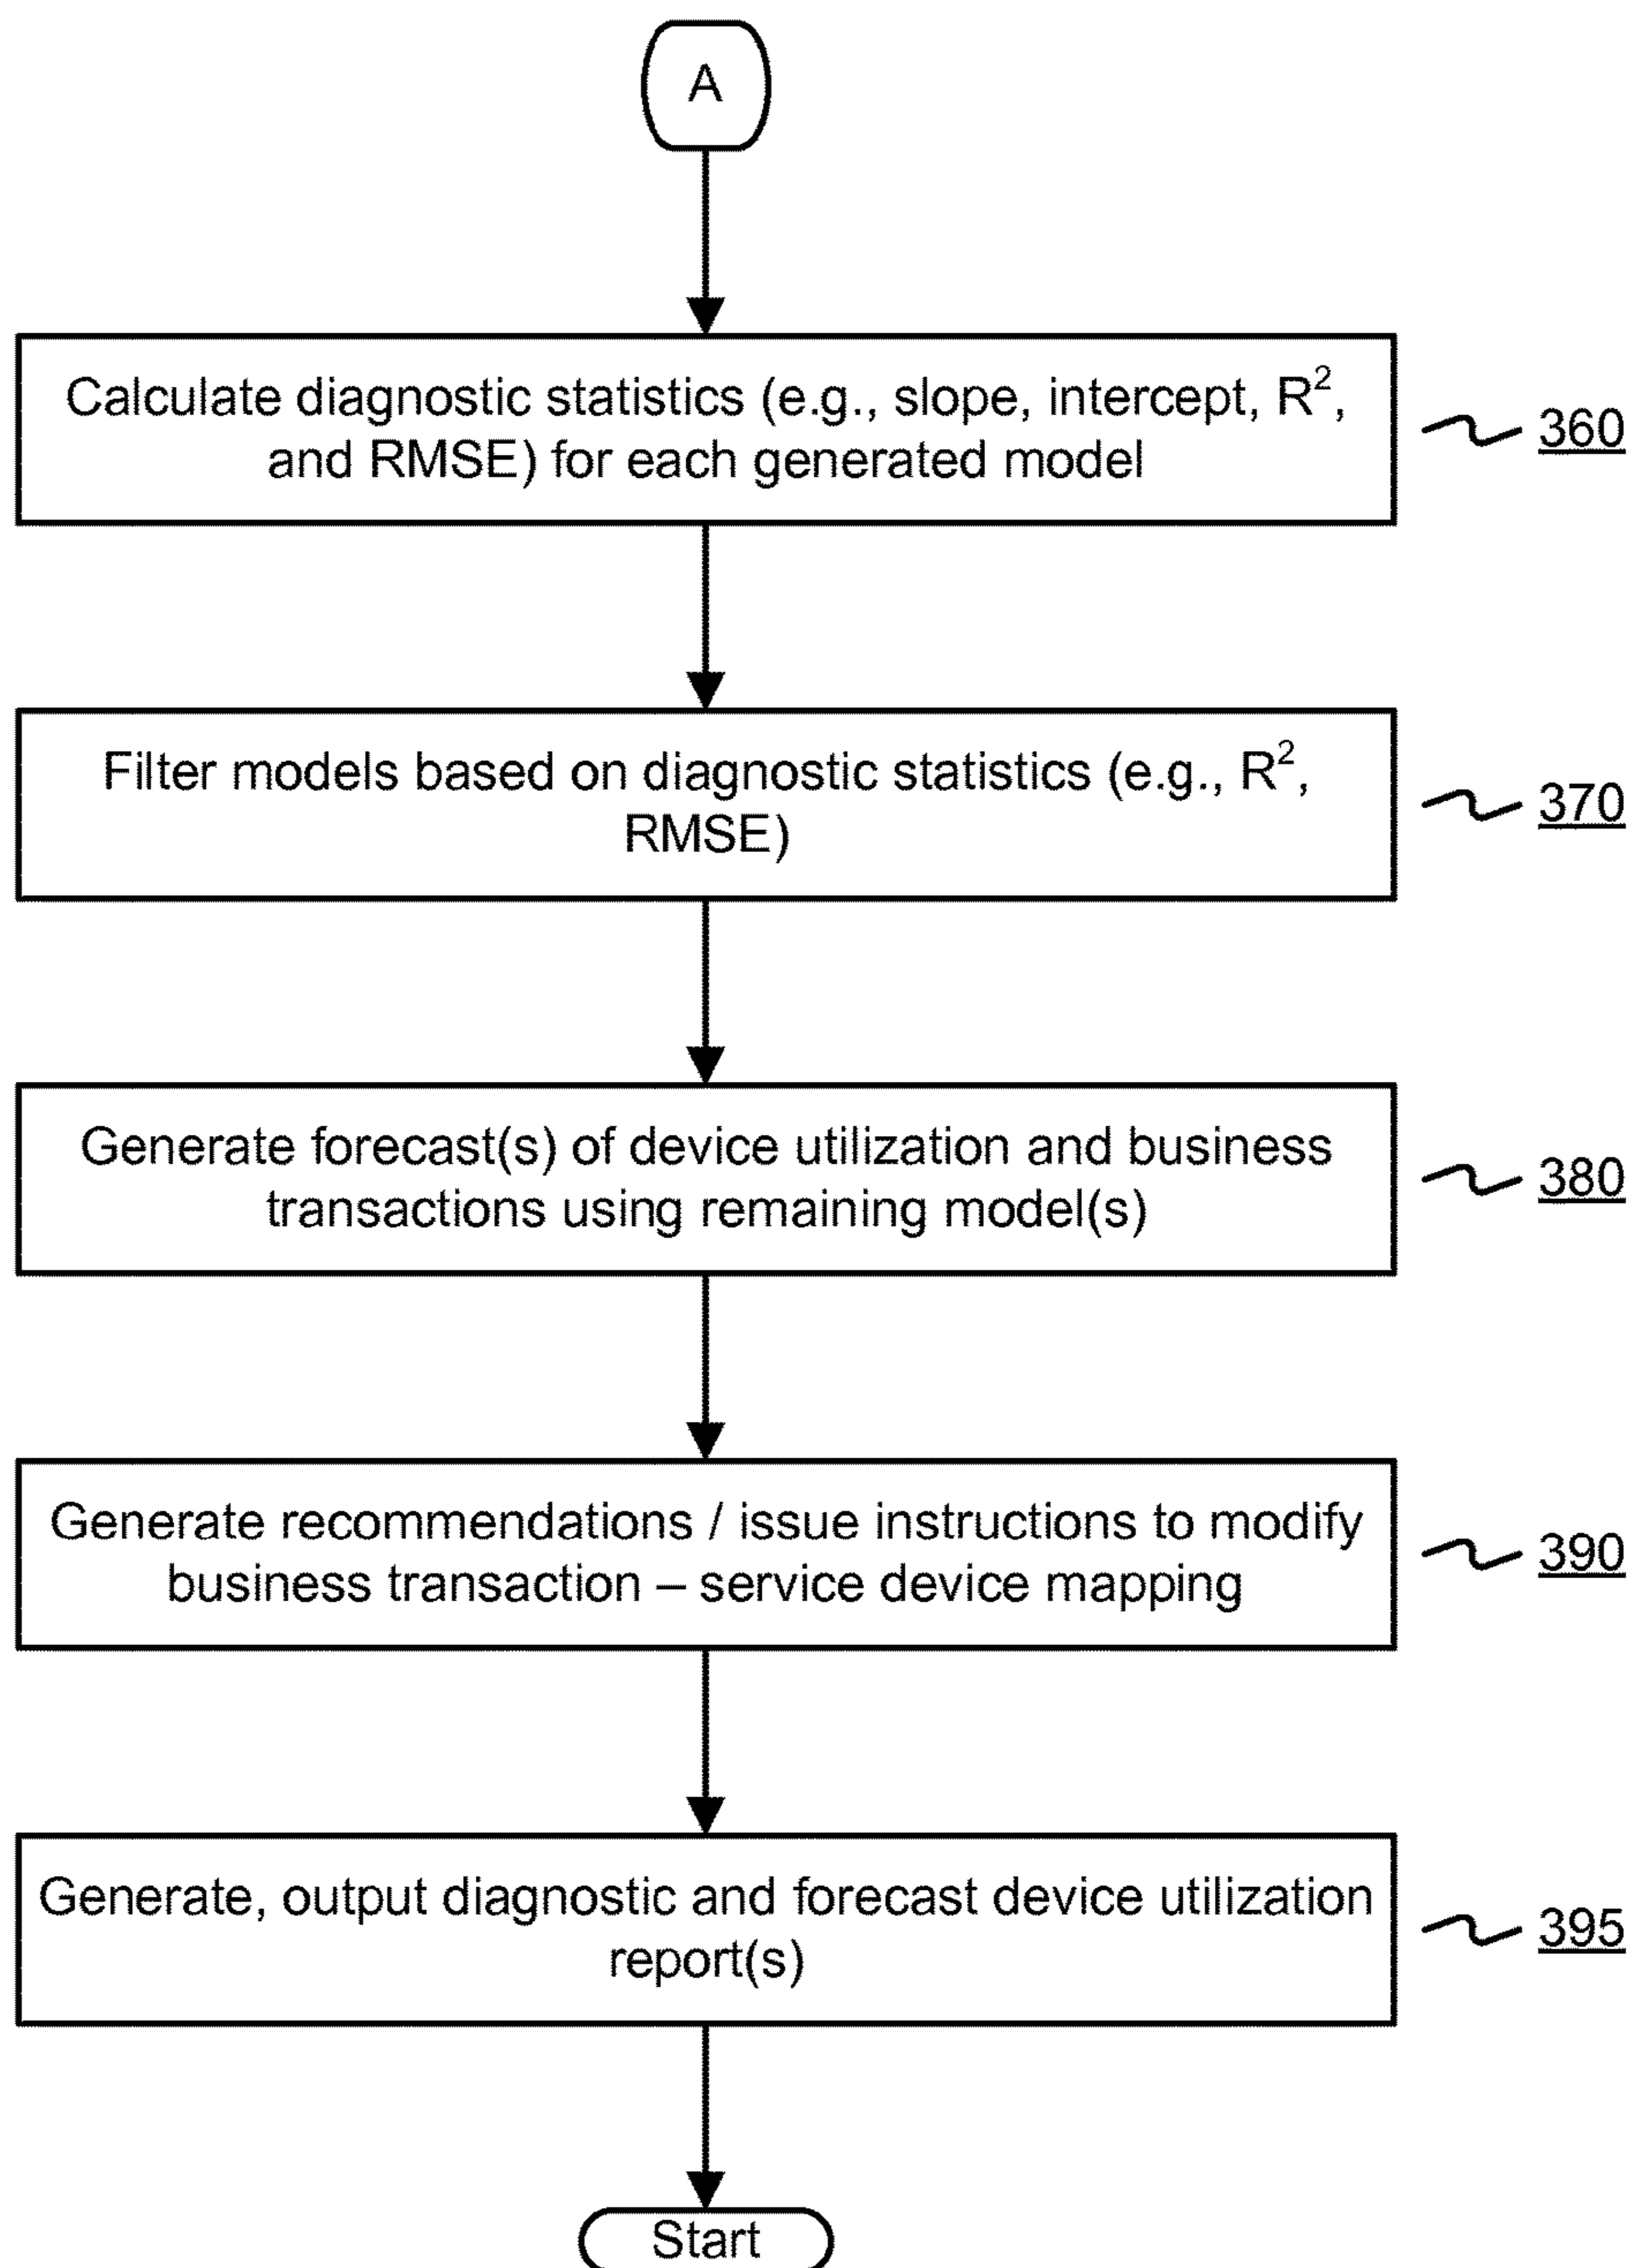 A
Calculate diagnostic statistics (e.g., slope, intercept, R²,
and RMSE) for each generated model
360
Filter models based on diagnostic statistics (e.g., R²,
RMSE)
370
Generate forecast(s) of device utilization and business
transactions using remaining model(s)
380
Generate recommendations / issue instructions to modify
business transaction – service device mapping
390
Generate, output diagnostic and forecast device utilization
report(s)
395
Start